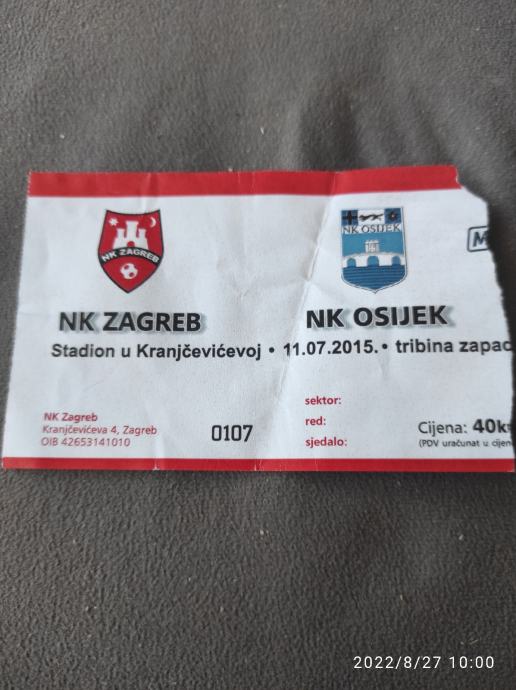 NK ZAGREB
NK OSIJEK
M
NK ZAGREB
NK OSIJEK
Stadion u Kranjčevićevoj • 11.07.2015. • tribina zapad
NK Zagreb
Kranjčevićeva 4, Zagreb
OIB 42653141010
0107
sektor:
red:
sjedalo:
Cijena: 40k
(PDV uračunat u cijen
2022/8/27 10:00